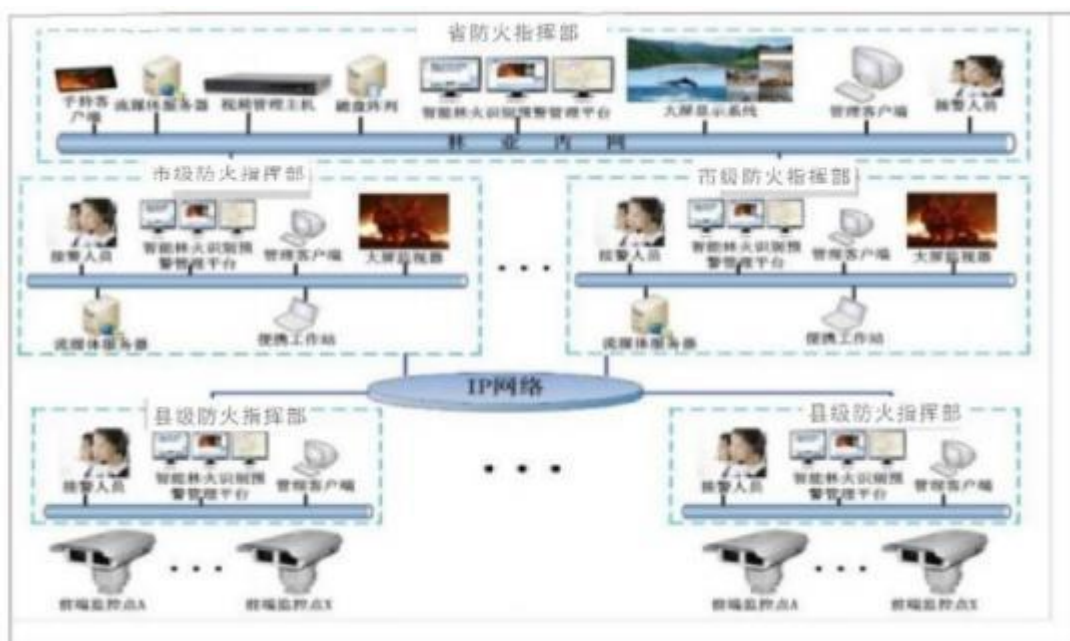 省防火指挥部
手持客户端
流媒体服务器
视频管理主机
磁盘阵列
智能林火识别预警管理平台
大屏显示系统
管理客户端
接警人员
林业内网
市级防火指挥部
接警人员
智能林火识别预
警管理平台
管理客户端
大屏监视器
流媒体服务器
便携工作站
市级防火指挥部
接警人员
智能林火识别预
警管理平台
管理客户端
大屏监视器
流媒体服务器
便携工作站
IP网络
县级防火指挥部
接警人员
智能林火识别预
警管理平台
管理客户端
前端监控点A
前端监控点X
县级防火指挥部
接警人员
智能林火识别预
警管理平台
管理客户端
前端监控点A
前端监控点X